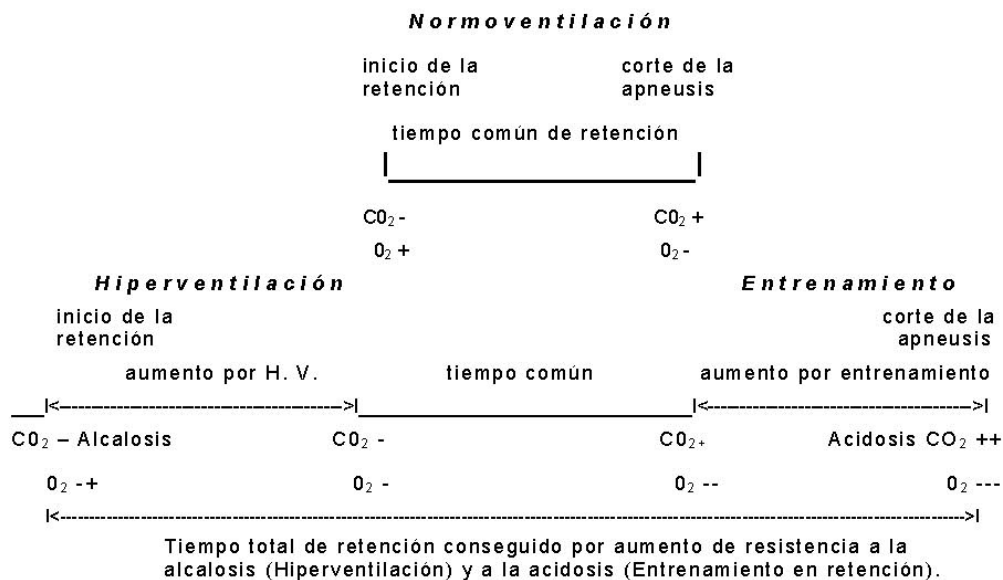 Normoventilación
inicio de la corte de la
retención apneusis
tiempo común de retención
C0₂ - C0₂ +
0₂ + 0₂ -
Hiperventilación Entrenamiento
inicio de la corte de la
retención apneusis
aumento por H. V. tiempo común aumento por entrenamiento
C0₂ – Alcalosis C0₂ - C0₂₊ Acidosis CO₂ ++
0₂ -+ 0₂ - 0₂ -- 0₂ ---
Tiempo total de retención conseguido por aumento de resistencia a la
alcalosis (Hiperventilación) y a la acidosis (Entrenamiento en retención).